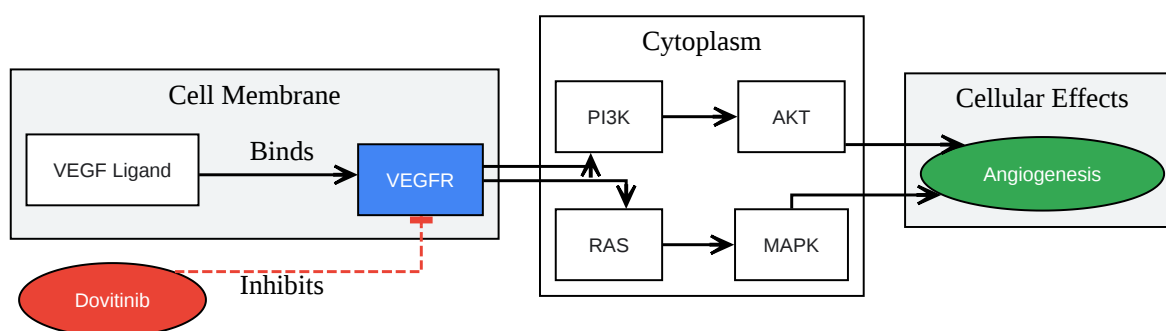 Cell Membrane
VEGF Ligand
Binds
VEGFR
Dovitinib
Inhibits
Cytoplasm
PI3K
AKT
RAS
MAPK
Cellular Effects
Angiogenesis